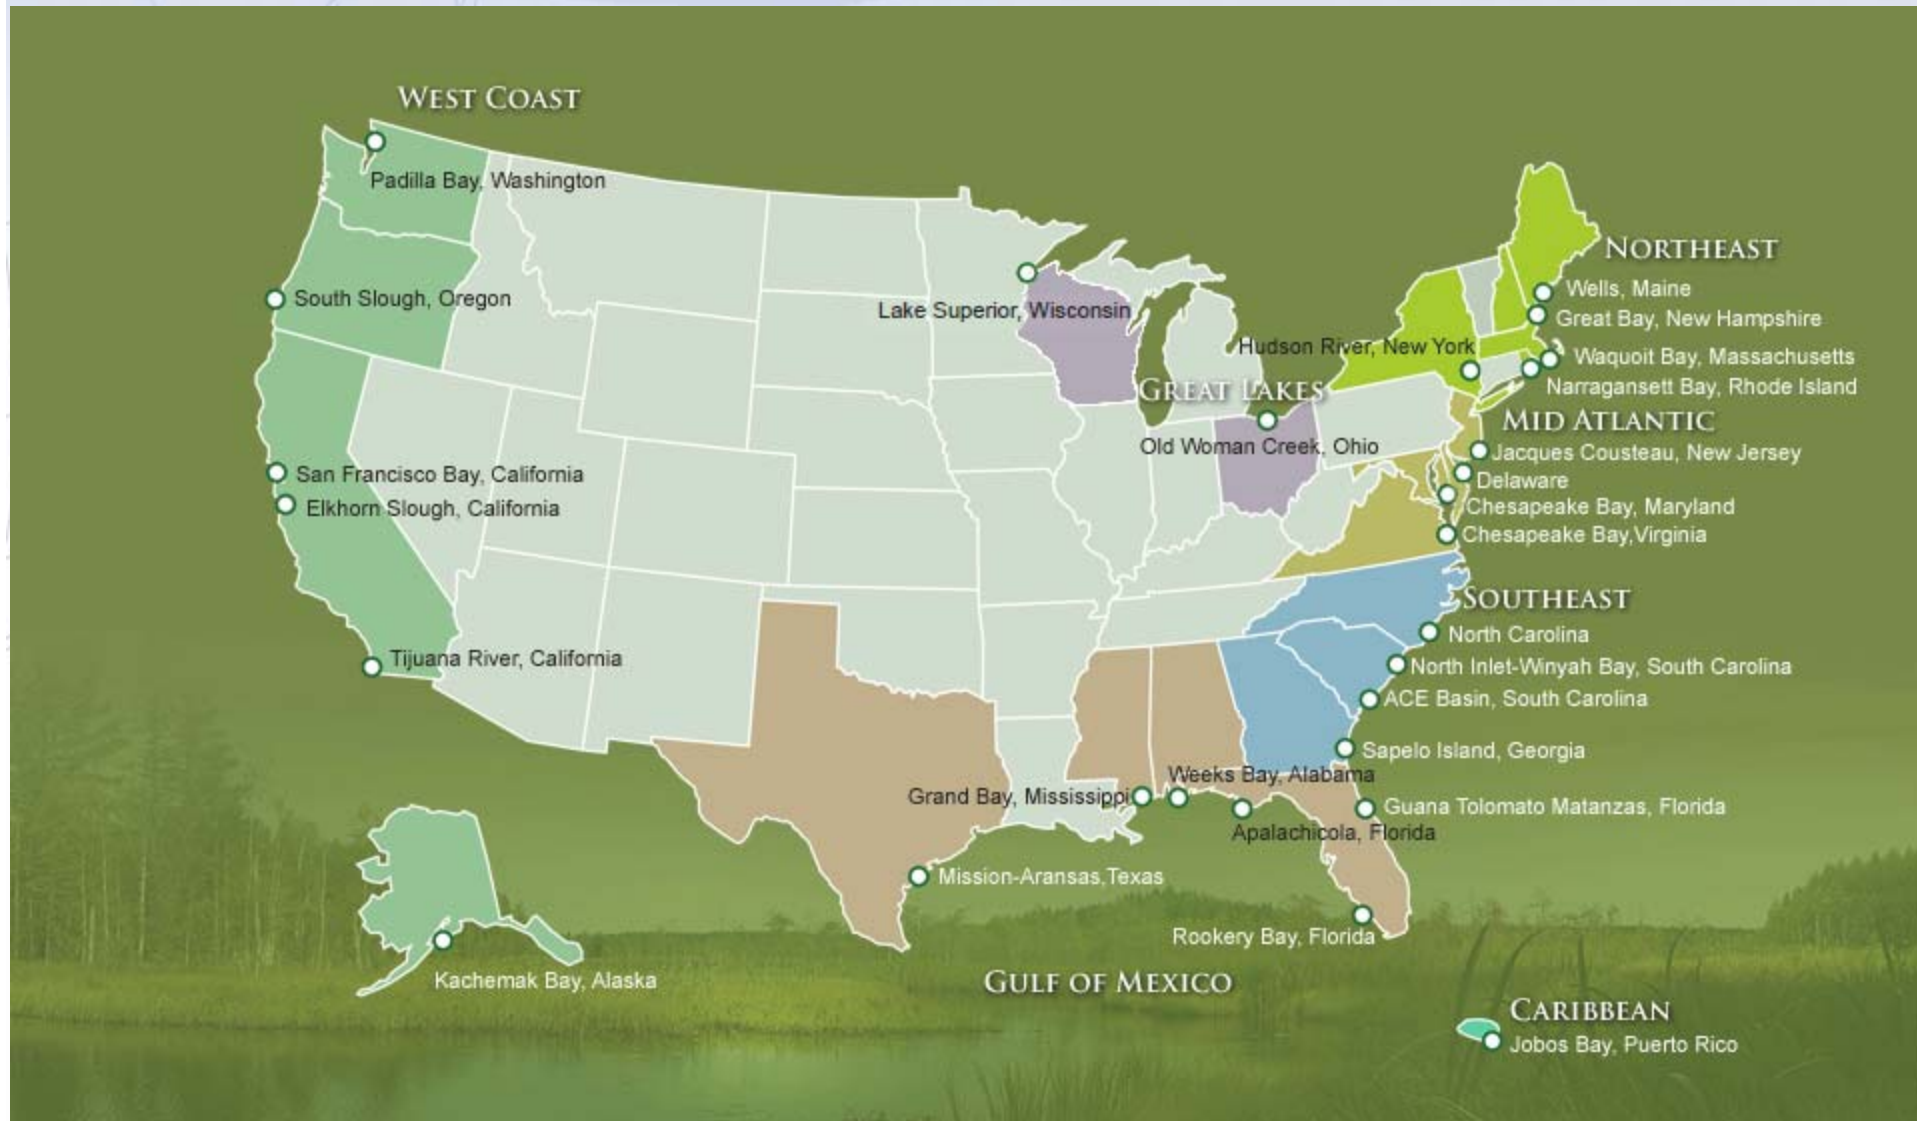 WEST COAST
Padilla Bay, Washington
South Slough, Oregon
San Francisco Bay, California
Elkhorn Slough, California
Tijuana River, California
Kachemak Bay, Alaska
Lake Superior, Wisconsin
GREAT LAKES
Old Woman Creek, Ohio
NORTHEAST
Wells, Maine
Great Bay, New Hampshire
Hudson River, New York
Waquoit Bay, Massachusetts
Narragansett Bay, Rhode Island
MID ATLANTIC
Jacques Cousteau, New Jersey
Delaware
Chesapeake Bay, Maryland
Chesapeake Bay,Virginia
SOUTHEAST
North Carolina
North Inlet-Winyah Bay, South Carolina
ACE Basin, South Carolina
Sapelo Island, Georgia
Weeks Bay, Alabama
Grand Bay, Mississippi
Guana Tolomato Matanzas, Florida
Apalachicola, Florida
Mission-Aransas,Texas
Rookery Bay, Florida
GULF OF MEXICO
CARIBBEAN
Jobos Bay, Puerto Rico